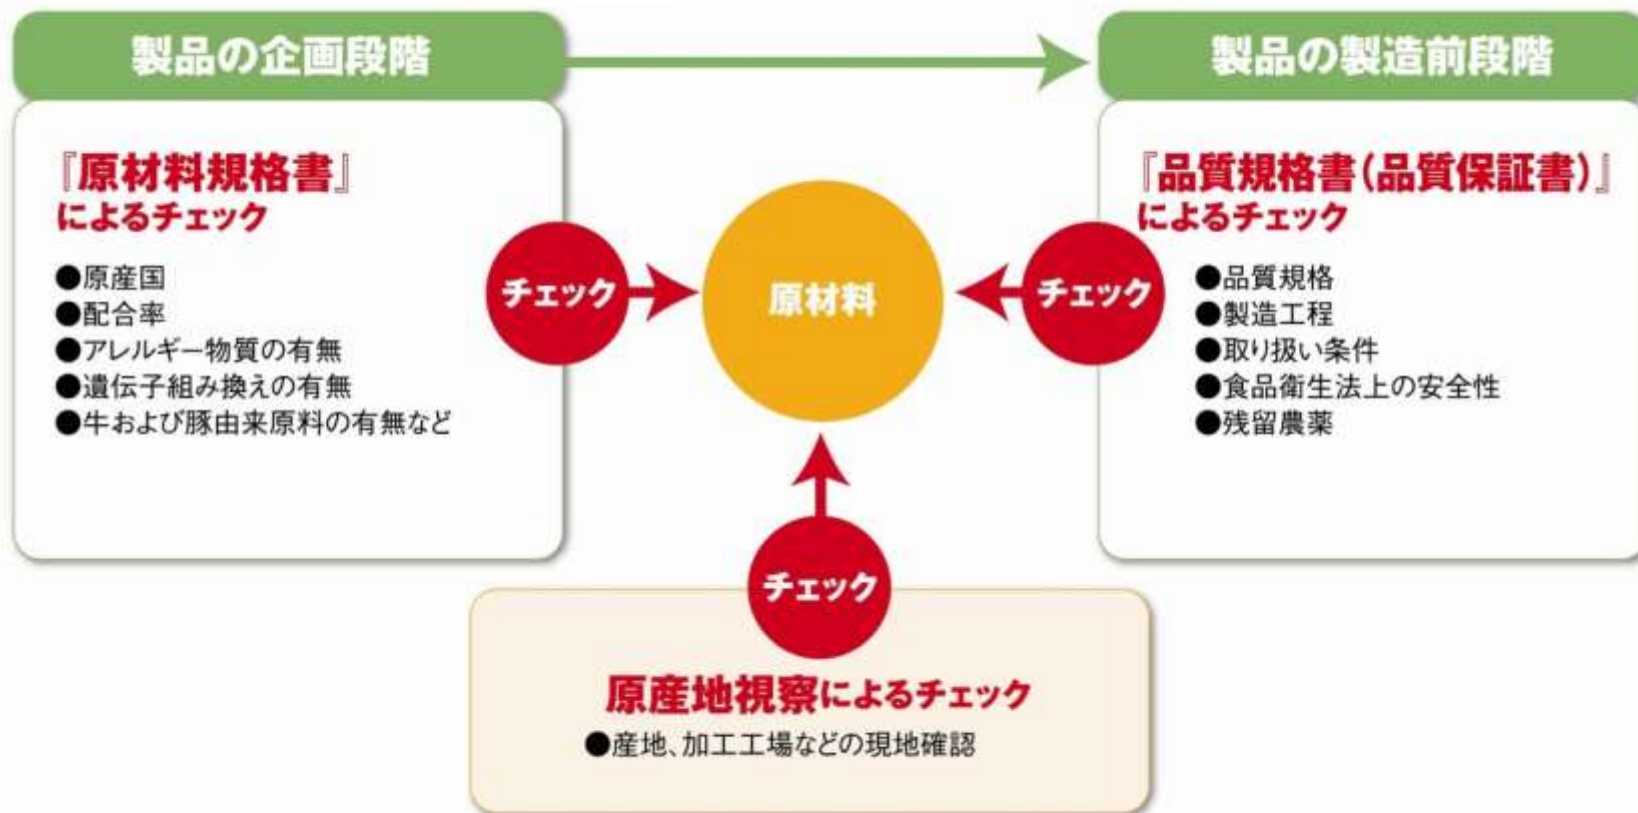 製品の企画段階
『原材料規格書』
によるチェック
●原産国
●配合率
●アレルギー物質の有無
●遺伝子組み換えの有無
●牛および豚由来原料の有無など
チェック
原材料
チェック
製品の製造前段階
『品質規格書(品質保証書)』
によるチェック
●品質規格
●製造工程
●取り扱い条件
●食品衛生法上の安全性
●残留農薬
チェック
原産地視察によるチェック
●産地、加工工場などの現地確認